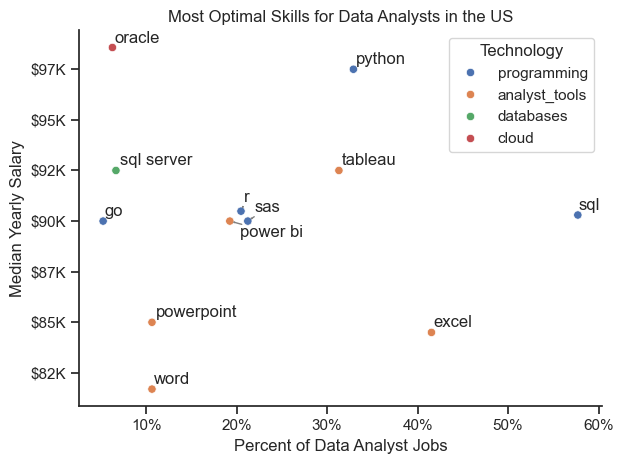 Most Optimal Skills for Data Analysts in the US
oracle
python
Technology
programming
analyst_tools
databases
cloud
sql server
tableau
r
sas
go
power bi
sql
powerpoint
excel
word
$97K
$95K
$92K
$90K
$87K
$85K
$82K
Median Yearly Salary
10%
20%
30%
40%
50%
60%
Percent of Data Analyst Jobs